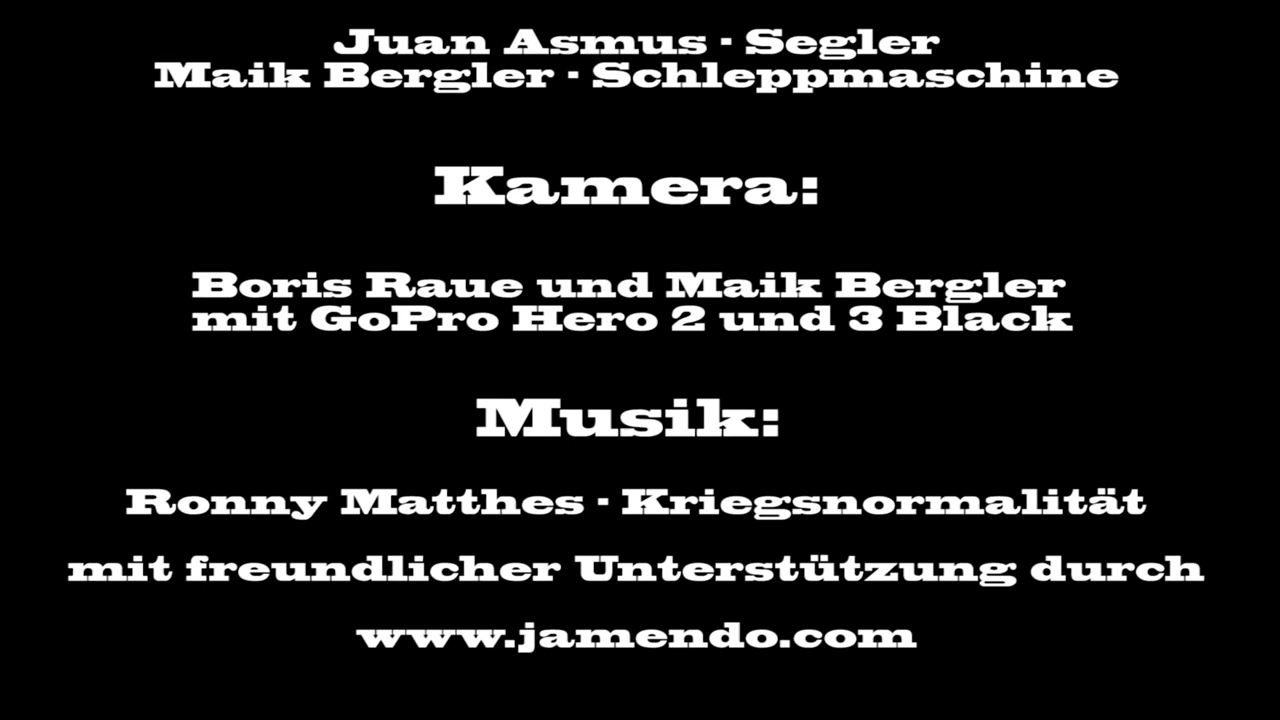 Juan Asmus - Segler
Maik Bergler - Schleppmaschine
Kamera:
Boris Raue und Maik Bergler
mit GoPro Hero 2 und 3 Black
Musik:
Ronny Matthes - Kriegsnormalität
mit freundlicher Unterstützung durch
www.jamendo.com